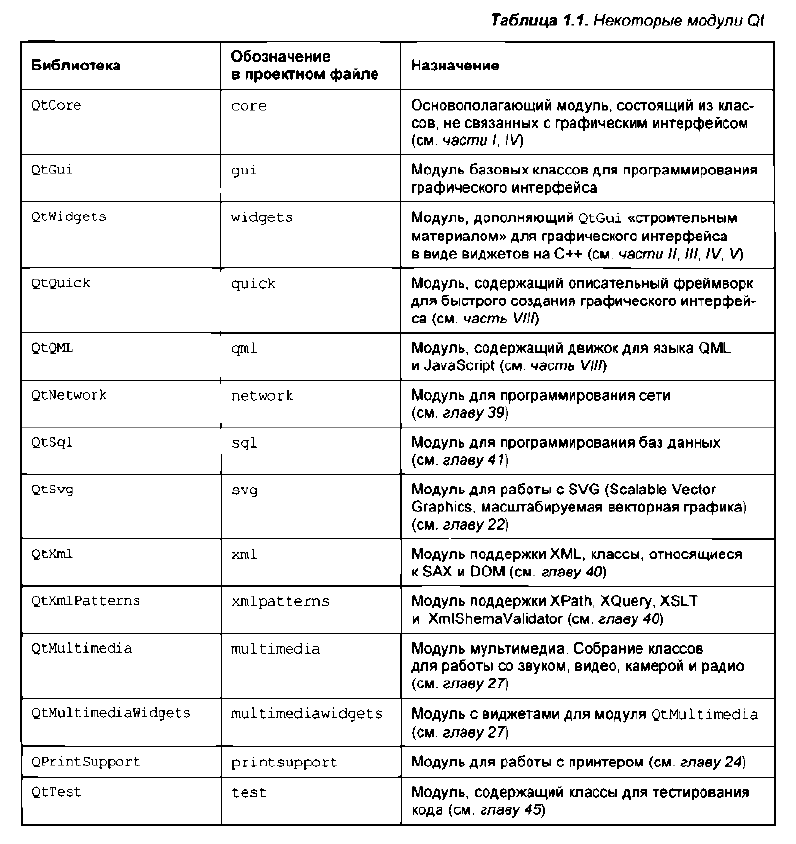 Таблица 1.1. Некоторые модули Qt
Библиотека
Обозначение
в проектном файле
Назначение
QtCore
core
Основополагающий модуль, состоящий из клас-
сов, не связанных с графическим интерфейсом
(см. части I, IV)
QtGui
gui
Модуль базовых классов для программирования
графического интерфейса
QtWidgets
widgets
Модуль, дополняющий QtGui «строительным
материалом» для графического интерфейса
в виде виджетов на C++ (см. части II, III, IV, V)
QtQuick
quick
Модуль, содержащий описательный фреймворк
для быстрого создания графического интерфей-
са (см. часть VIII)
QtQML
qml
Модуль, содержащий движок для языка QML
и JavaScript (см. часть VIII)
QtNetwork
network
Модуль для программирования сети
(см. главу 39)
QtSql
sql
Модуль для программирования баз данных
(см. главу 41)
QtSvg
svg
Модуль для работы с SVG (Scalable Vector
Graphics, масштабируемая векторная графика)
(см. главу 22)
QtXml
xml
Модуль поддержки XML, классы, относящиеся
к SAX и DOM (см. главу 40)
QtXmlPatterns
xmlpatterns
Модуль поддержки XPath, XQuery, XSLT
и XmlShemaValidator (см. главу 40)
QtMultimedia
multimedia
Модуль мультимедиа. Собрание классов
для работы со звуком, видео, камерой и радио
(см. главу 27)
QtMultimediaWidgets
multimediawidgets
Модуль с виджетами для модуля QtMultimedia
(см. главу 27)
QPrintSupport
printsupport
Модуль для работы с принтером (см. главу 24)
QtTest
test
Модуль, содержащий классы для тестирования
кода (см. главу 45)